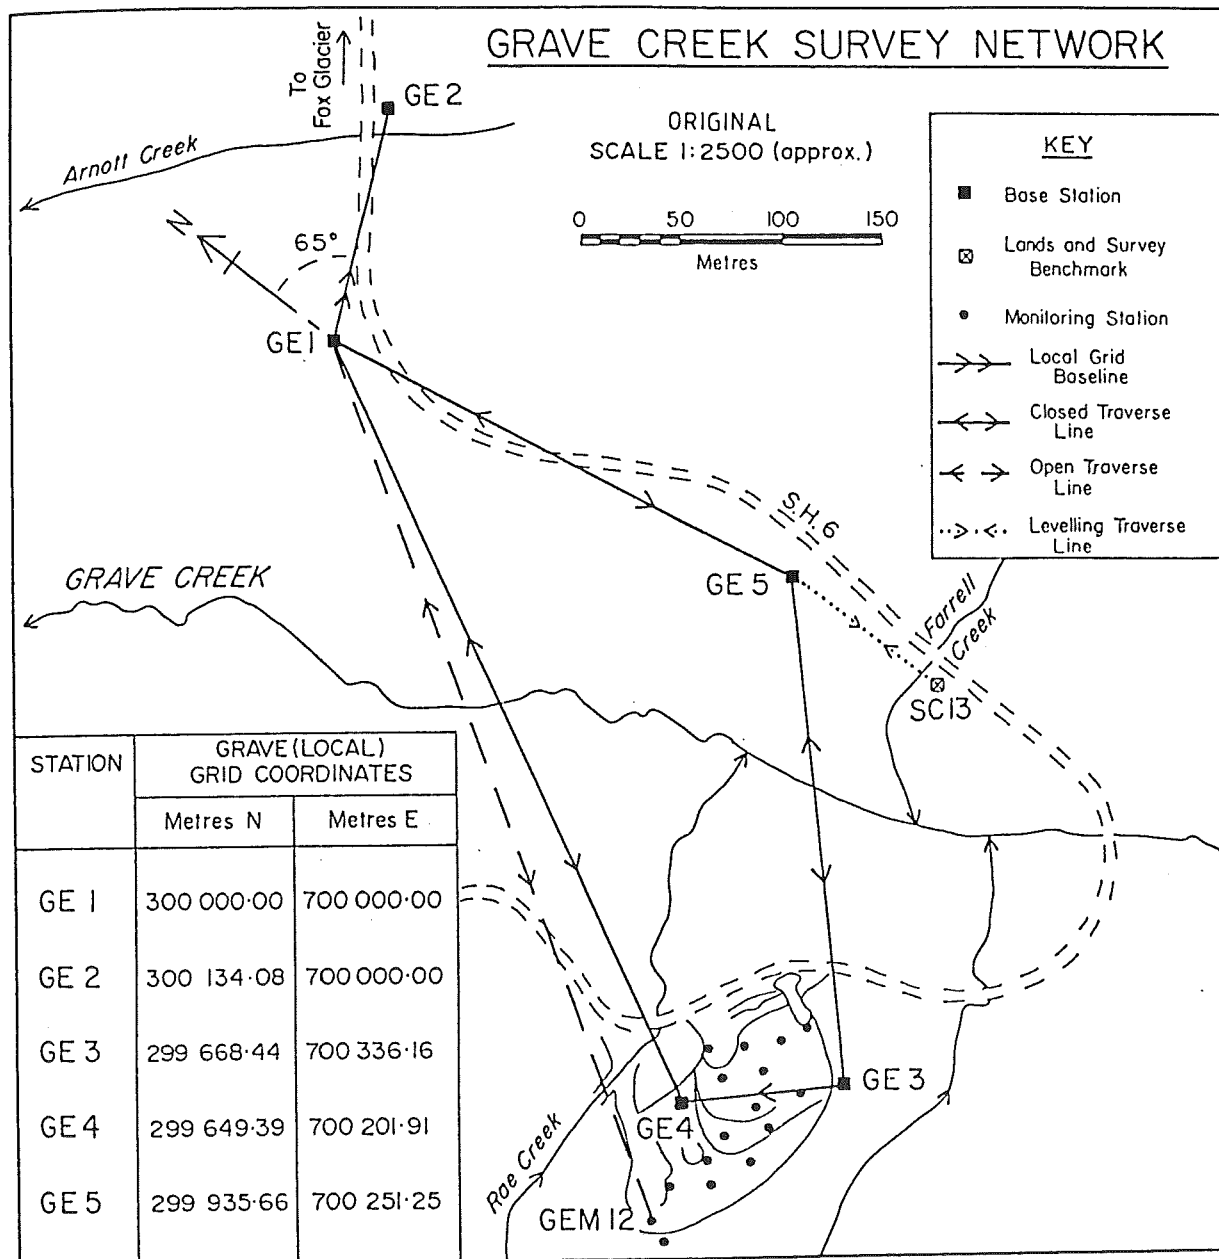 GRAVE CREEK SURVEY NETWORK
To
Fox Glacier
GE 2
Arnott Creek
N
65°
GE1
ORIGINAL
SCALE 1:2500 (approx.)
0 50 100 150
Metres
KEY
Base Station
Lands and Survey
Benchmark
Monitoring Station
Local Grid
Baseline
Closed Traverse
Line
Open Traverse
Line
Levelling Traverse
Line
S.H. 6
GE 5
Farrell
Creek
SC13
GRAVE CREEK
STATION
GRAVE (LOCAL)
GRID COORDINATES
Metres N Metres E
GE 1 300 000·00 700 000·00
GE 2 300 134·08 700 000·00
GE 3 299 668·44 700 336·16
GE 4 299 649·39 700 201·91
GE 5 299 935·66 700 251·25
GE 3
GE4
Rae Creek
GEM 12